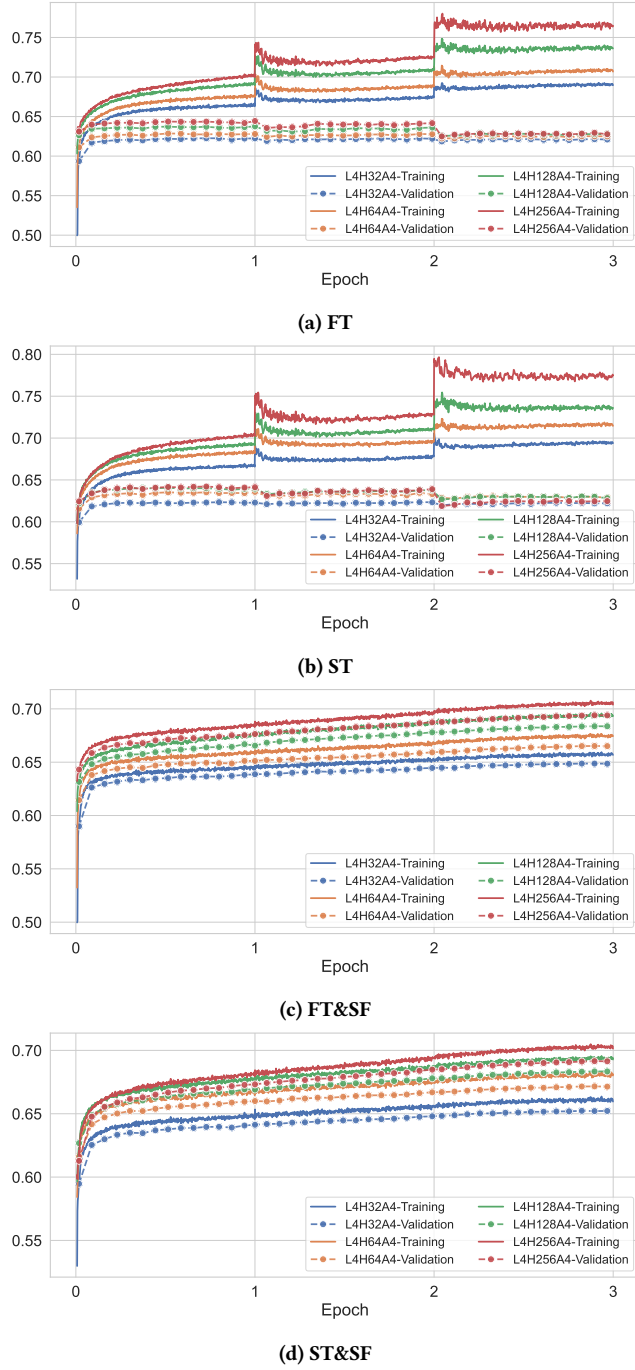 0.75
0.70
0.65
0.60
0.55
0.50
L4H32A4-Training
L4H32A4-Validation
L4H64A4-Training
L4H64A4-Validation
L4H128A4-Training
L4H128A4-Validation
L4H256A4-Training
L4H256A4-Validation
0 1 2 3
Epoch
(a) FT
0.80
0.75
0.70
0.65
0.60
0.55
L4H32A4-Training
L4H32A4-Validation
L4H64A4-Training
L4H64A4-Validation
L4H128A4-Training
L4H128A4-Validation
L4H256A4-Training
L4H256A4-Validation
0 1 2 3
Epoch
(b) ST
0.70
0.65
0.60
0.55
0.50
L4H32A4-Training
L4H32A4-Validation
L4H64A4-Training
L4H64A4-Validation
L4H128A4-Training
L4H128A4-Validation
L4H256A4-Training
L4H256A4-Validation
0 1 2 3
Epoch
(c) FT&SF
0.70
0.65
0.60
0.55
L4H32A4-Training
L4H32A4-Validation
L4H64A4-Training
L4H64A4-Validation
L4H128A4-Training
L4H128A4-Validation
L4H256A4-Training
L4H256A4-Validation
0 1 2 3
Epoch
(d) ST&SF